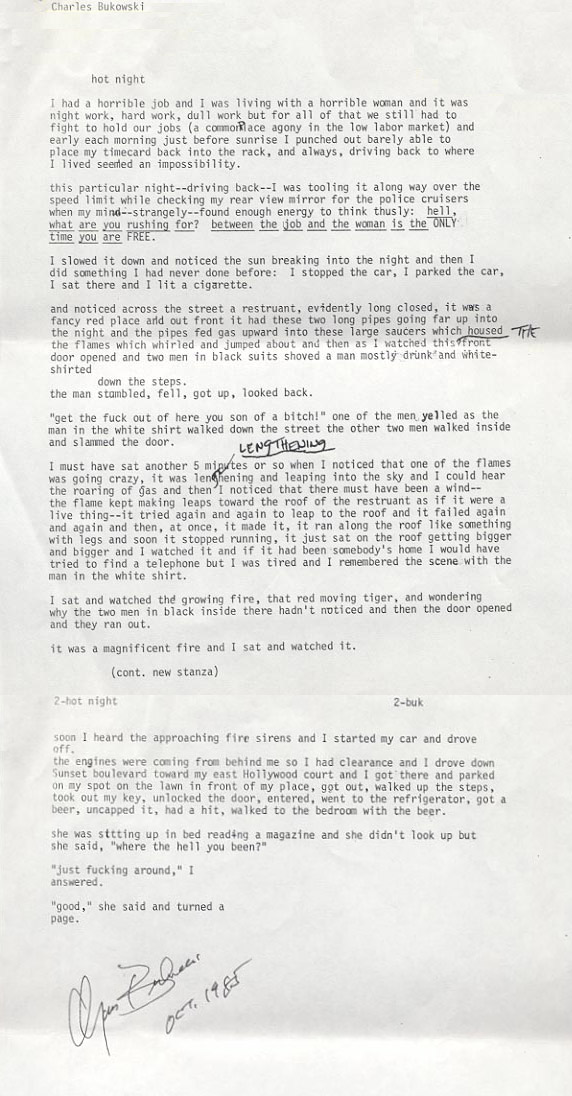 Charles Bukowski
hot night
I had a horrible job and I was living with a horrible woman and it was
night work, hard work, dull work but for all of that we still had to
fight to hold our jobs (a commonPlace agony in the low labor market) and
early each morning just before sunrise I punched out barely able to
place my timecard back into the rack, and always, driving back to where
I lived seemed an impossibility.
this particular night--driving back--I was tooling it along way over the
speed limit while checking my rear view mirror for the police cruisers
when my mind--strangely--found enough energy to think thusly: hell,
what are you rushing for? between the job and the woman is the ONLY
time you are FREE.
I slowed it down and noticed the sun breaking into the night and then I
did something I had never done before: I stopped the car, I parked the car,
I sat there and I lit a cigarette.
and noticed across the street a restruant, evidently long closed, it was a
fancy red place and out front it had these two long pipes going far up into
the night and the pipes fed gas upward into these large saucers which housed THE
the flames which whirled and jumped about and then as I watched this front
door opened and two men in black suits shoved a man mostly drunk and white-
shirted
down the steps.
the man stumbled, fell, got up, looked back.
"get the fuck out of here you son of a bitch!" one of the men yelled as the
man in the white shirt walked down the street the other two men walked inside
and slammed the door.
LENGTHENING
I must have sat another 5 minutes or so when I noticed that one of the flames
was going crazy, it was lengthening and leaping into the sky and I could hear
the roaring of gas and then I noticed that there must have been a wind--
the flame kept making leaps toward the roof of the restruant as if it were a
live thing--it tried again and again to leap to the roof and it failed again
and again and then, at once, it made it, it ran along the roof like something
with legs and soon it stopped running, it just sat on the roof getting bigger
and bigger and I watched it and if it had been somebody's home I would have
tried to find a telephone but I was tired and I remembered the scene with the
man in the white shirt.
I sat and watched the growing fire, that red moving tiger, and wondering
why the two men in black inside there hadn't noticed and then the door opened
and they ran out.
it was a magnificent fire and I sat and watched it.
(cont. new stanza)
2-hot night 2-buk
soon I heard the approaching fire sirens and I started my car and drove
off.
the engines were coming from behind me so I had clearance and I drove down
Sunset boulevard toward my east Hollywood court and I got there and parked
on my spot on the lawn in front of my place, got out, walked up the steps,
took out my key, unlocked the door, entered, went to the refrigerator, got a
beer, uncapped it, had a hit, walked to the bedroom with the beer.
she was sitting up in bed reading a magazine and she didn't look up but
she said, "where the hell you been?"
"just fucking around," I
answered.
"good," she said and turned a
page.
Charles Bukowski
OCT. 1985